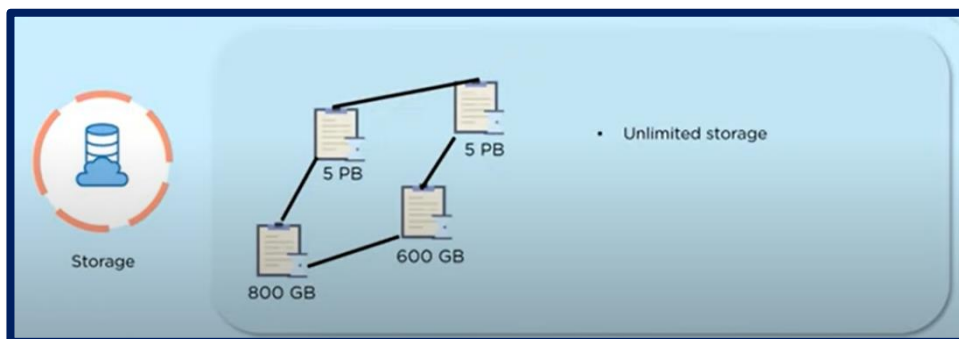 Storage
5 PB
5 PB
600 GB
800 GB
▪ Unlimited storage